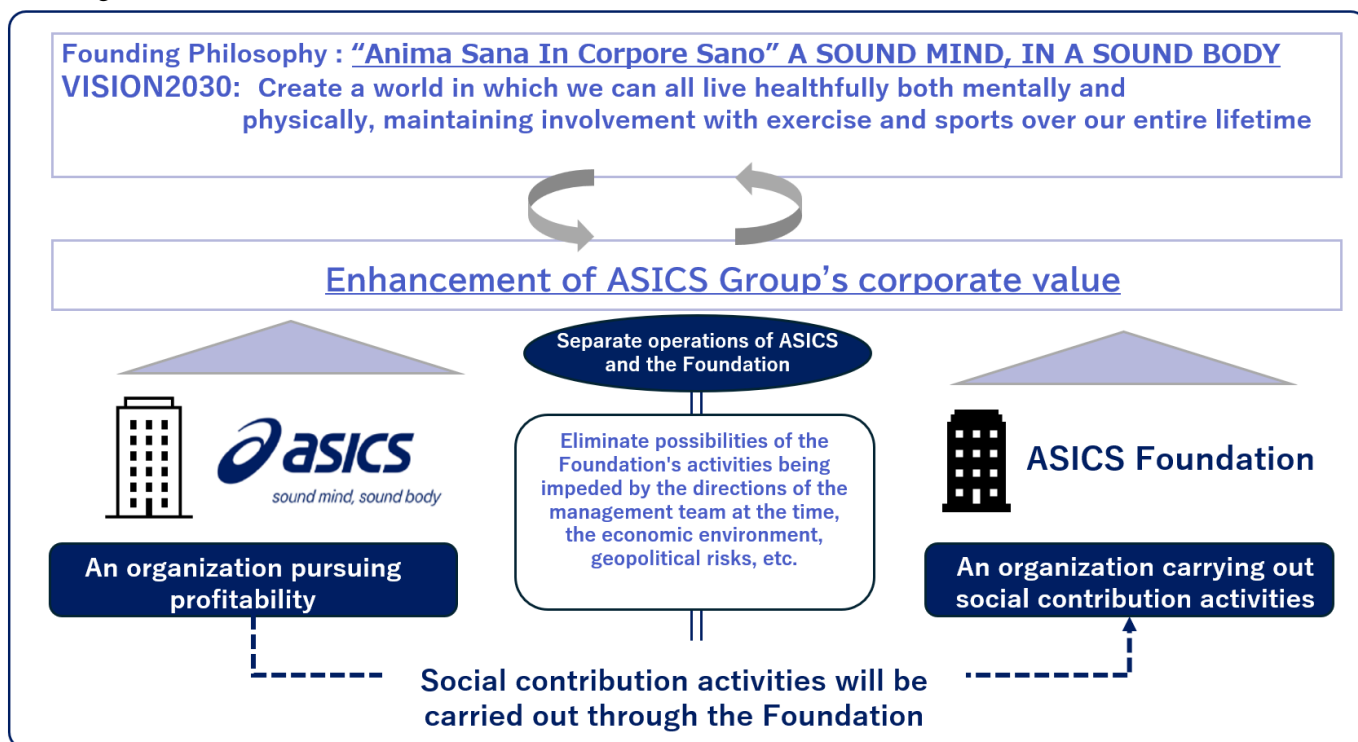 Founding Philosophy : “Anima Sana In Corpore Sano” A SOUND MIND, IN A SOUND BODY
VISION2030: Create a world in which we can all live healthfully both mentally and
physically, maintaining involvement with exercise and sports over our entire lifetime
Enhancement of ASICS Group’s corporate value
Separate operations of ASICS
and the Foundation
asics
sound mind, sound body
Eliminate possibilities of the
Foundation's activities being
impeded by the directions of the
management team at the time,
the economic environment,
geopolitical risks, etc.
ASICS Foundation
An organization pursuing
profitability
An organization carrying out
social contribution activities
Social contribution activities will be
carried out through the Foundation